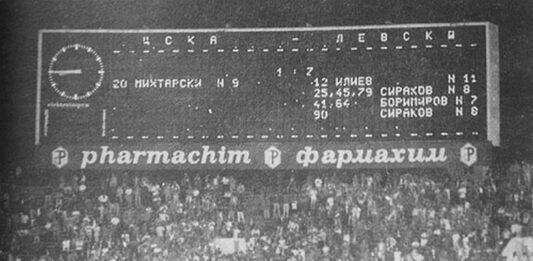 ЦСКА - ЛЕВСКИ
1 : 7
20 МИХТАРСКИ N 9 12 ИЛИЕВ N 11
25,45,79 СИРАКОВ N 8
41,64 БОРИМИРОВ N 7
90 СИРАКОВ N 6
elektroimpex
pharmachim фармахим